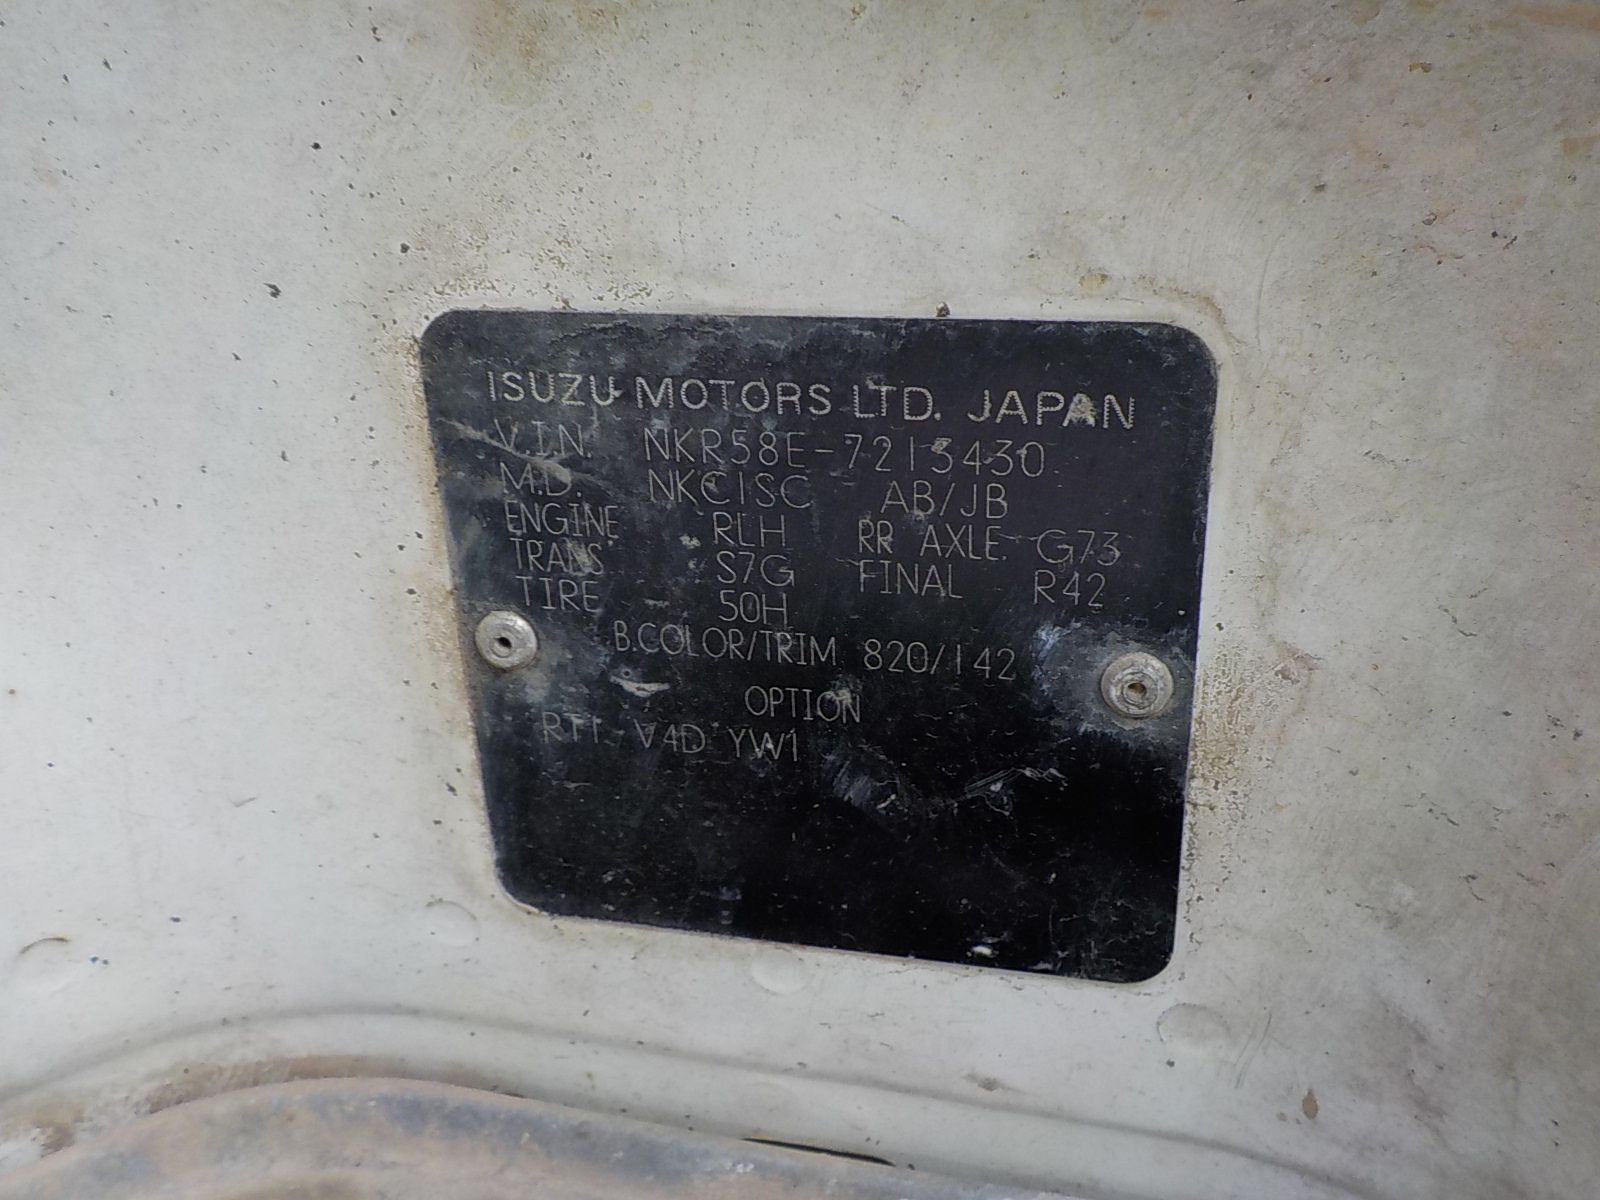 ISUZU MOTORS LTD. JAPAN
V.I.N. NKR58E-7213430
M.D. NKC1SC AB/JB
ENGINE RLH RR AXLE. G73
TRANS S7G FINAL R42
TIRE 50H
B.COLOR/TRIM 820/142
OPTION
RT1 V4D YW1